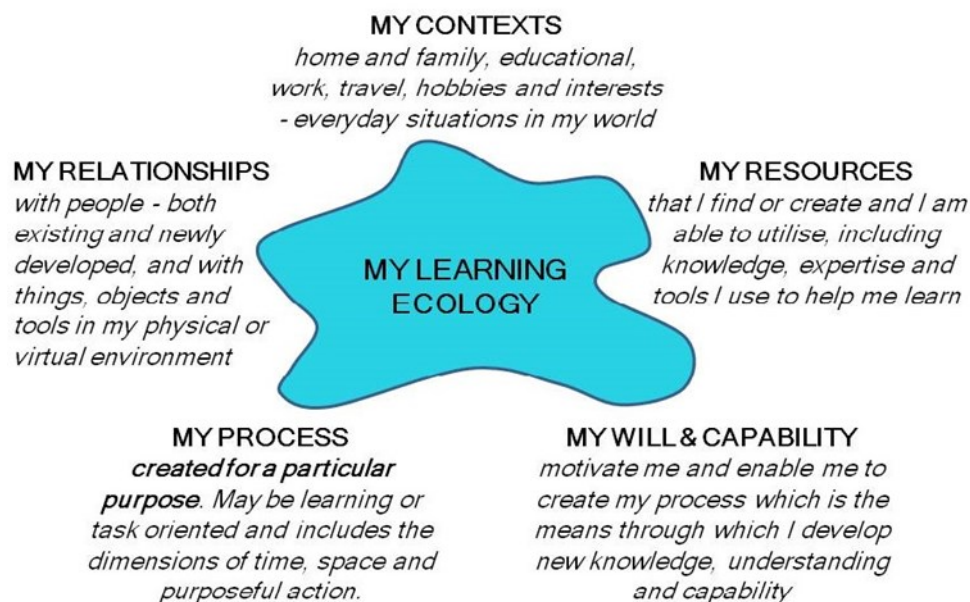 MY CONTEXTS
home and family, educational,
work, travel, hobbies and interests
- everyday situations in my world
MY RELATIONSHIPS
with people - both
existing and newly
developed, and with
things, objects and
tools in my physical or
virtual environment
MY RESOURCES
that I find or create and I am
able to utilise, including
knowledge, expertise and
tools I use to help me learn
MY LEARNING
ECOLOGY
MY PROCESS
created for a particular
purpose. May be learning or
task oriented and includes the
dimensions of time, space and
purposeful action.
MY WILL & CAPABILITY
motivate me and enable me to
create my process which is the
means through which I develop
new knowledge, understanding
and capability